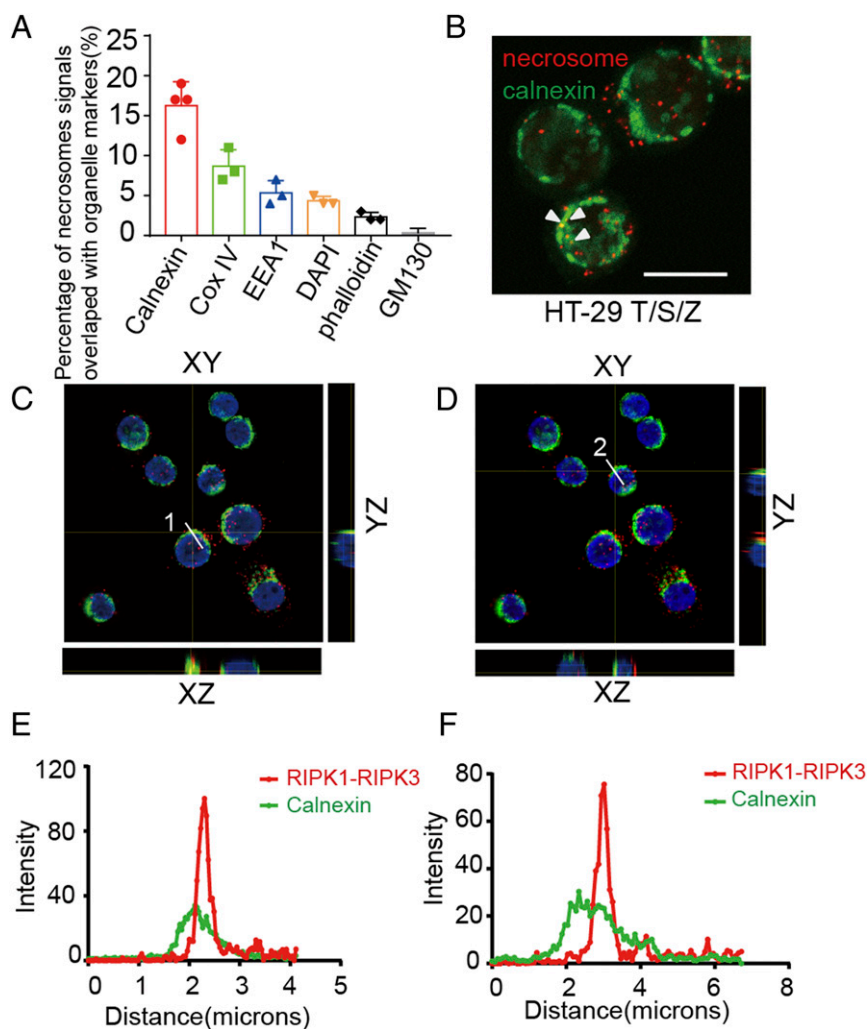 A
Percentage of necrosomes signals
overlaped with organelle markers(%)
25
20
15
10
5
0
Calnexin
Cox IV
EEA1
DAPI
phalloidin
GM130
B
necrosome
calnexin
HT-29 T/S/Z
C
XY
1
YZ
XZ
D
XY
2
YZ
XZ
E
RIPK1-RIPK3
Calnexin
Intensity
120
80
40
0
0 1 2 3 4 5
Distance(microns)
F
RIPK1-RIPK3
Calnexin
Intensity
80
60
40
20
0
0 2 4 6 8
Distance(microns)